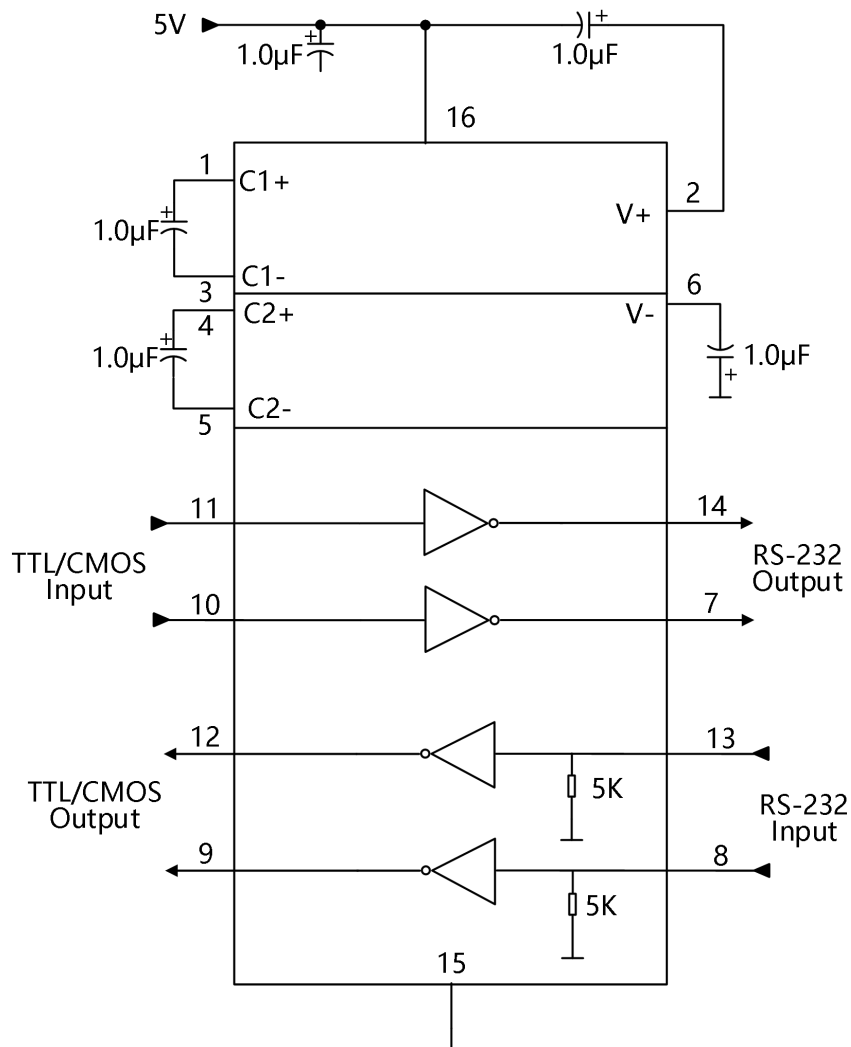 5V
+
1.0μF
+
1.0μF
16
1
C1+
+
1.0μF
C1-
3
V+
2
4
C2+
+
1.0μF
C2-
5
V-
6
1.0μF
+
11
14
TTL/CMOS
Input
RS-232
Output
10
7
12
13
5K
TTL/CMOS
Output
RS-232
Input
9
8
5K
15